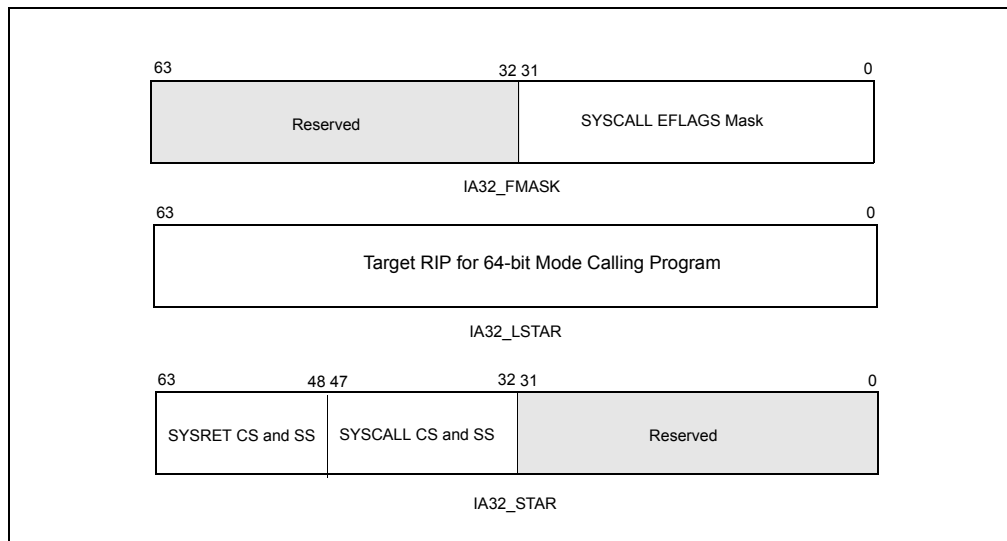 63 32 31 0
Reserved SYSCALL EFLAGS Mask
IA32_FMASK
63 0
Target RIP for 64-bit Mode Calling Program
IA32_LSTAR
63 48 47 32 31 0
SYSRET CS and SS SYSCALL CS and SS Reserved
IA32_STAR